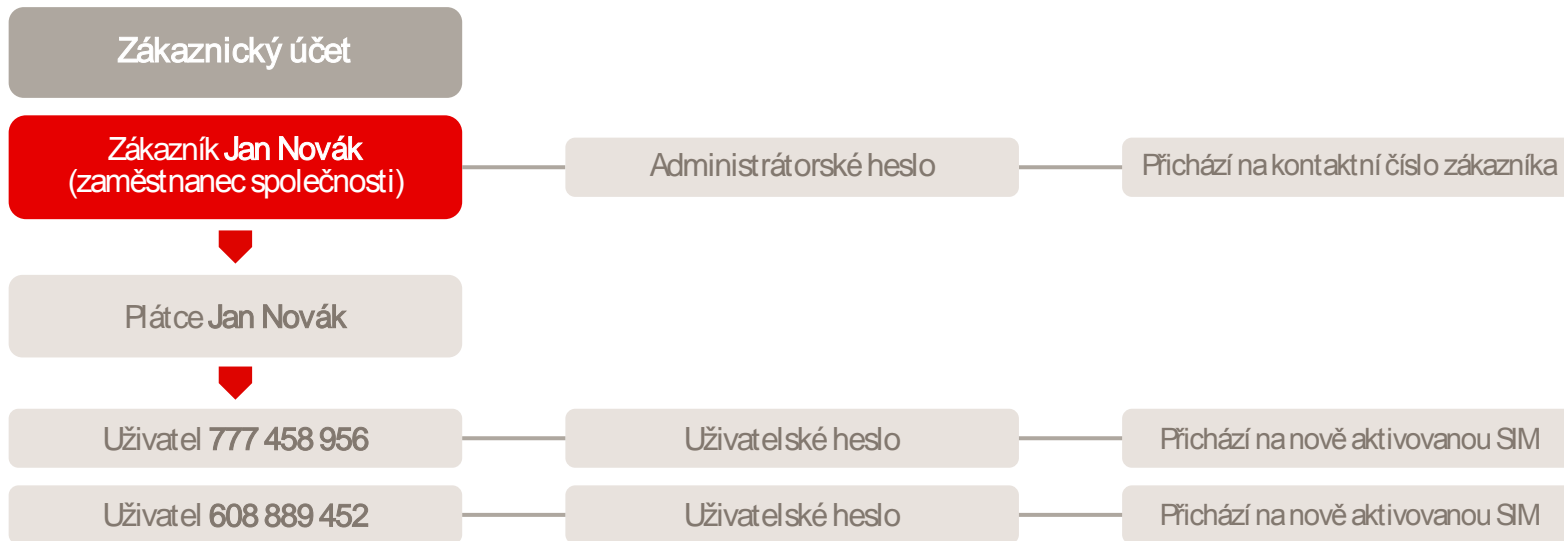 Zákaznický účet
Zákazník Jan Novák
(zaměstnanec společnosti)
Administrátorské heslo
Přichází na kontaktní číslo zákazníka
Plátce Jan Novák
Uživatel 777 458 956
Uživatelské heslo
Přichází na nově aktivovanou SIM
Uživatel 608 889 452
Uživatelské heslo
Přichází na nově aktivovanou SIM